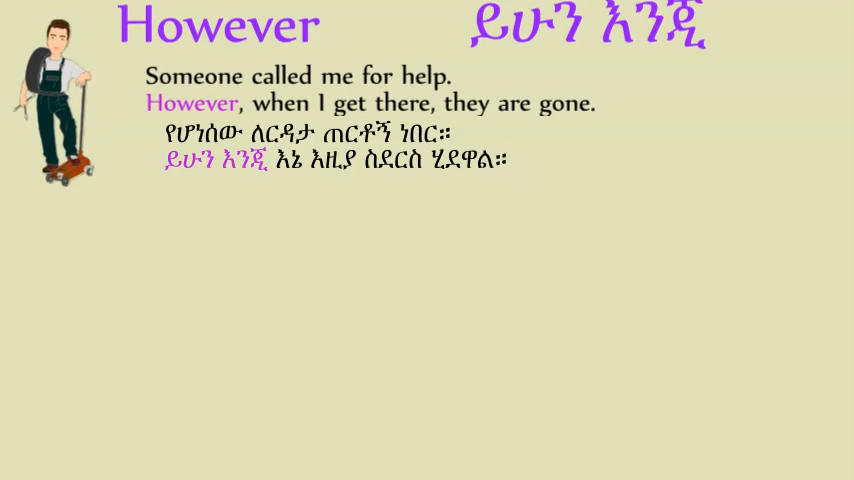 However ይሁን እንጂ
Someone called me for help.
However, when I get there, they are gone.
የሆነሰው ለርዳታ ጠርቶኝ ነበር።
ይሁን እንጂ እኔ እዚያ ስደርስ ሂደዋል።